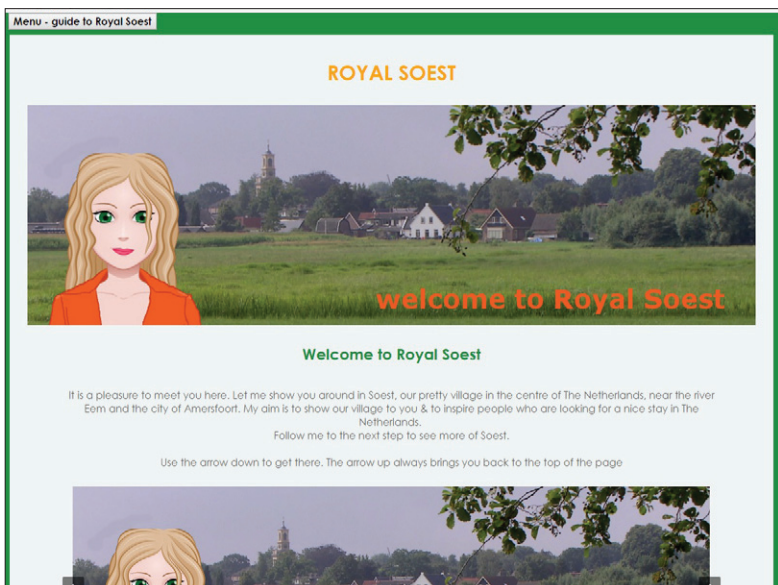 Menu - guide to Royal Soest
ROYAL SOEST
welcome to Royal Soest
Welcome to Royal Soest
It is a pleasure to meet you here. Let me show you around in Soest, our pretty village in the centre of The Netherlands, near the river
Eem and the city of Amersfoort. My aim is to show our village to you & to inspire people who are looking for a nice stay in The
Netherlands.
Follow me to the next step to see more of Soest.
Use the arrow down to get there. The arrow up always brings you back to the top of the page